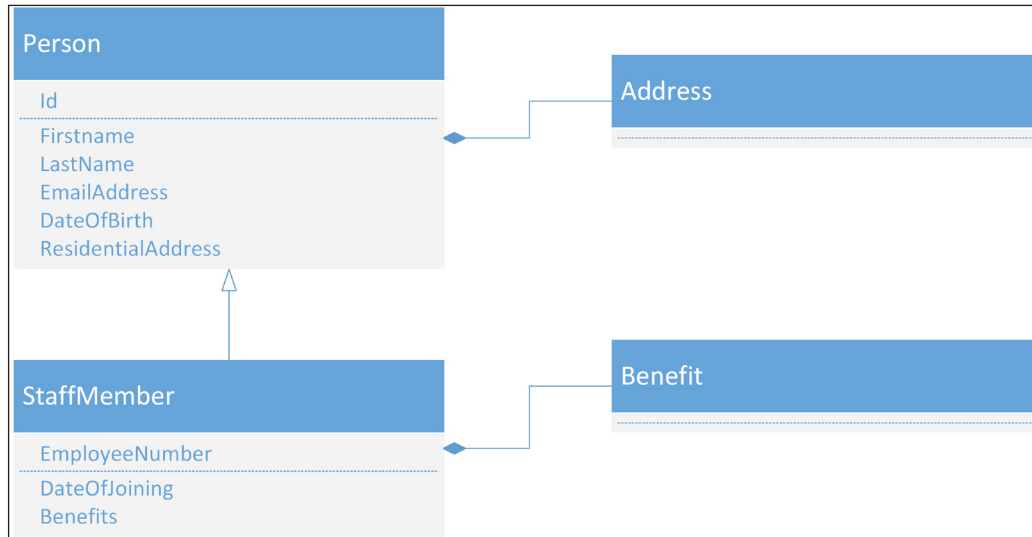 Person
Id
Firstname
LastName
EmailAddress
DateOfBirth
ResidentialAddress
Address
StaffMember
EmployeeNumber
DateOfJoining
Benefits
Benefit